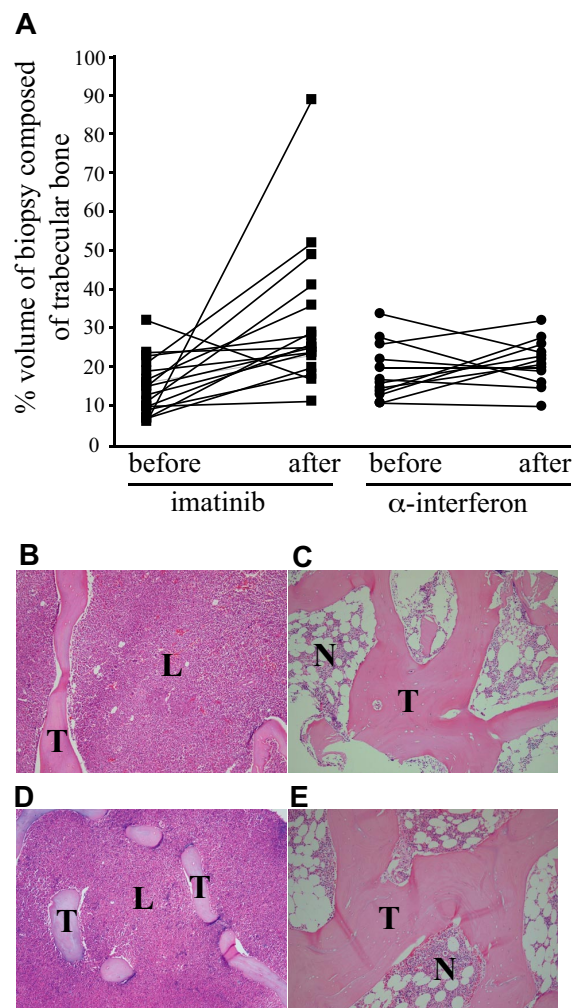 A
% volume of biopsy composed
of trabecular bone
100
90
80
70
60
50
40
30
20
10
0
before after before after
imatinib α-interferon
B C
L
T
N
T
D E
T
L
T
T
N